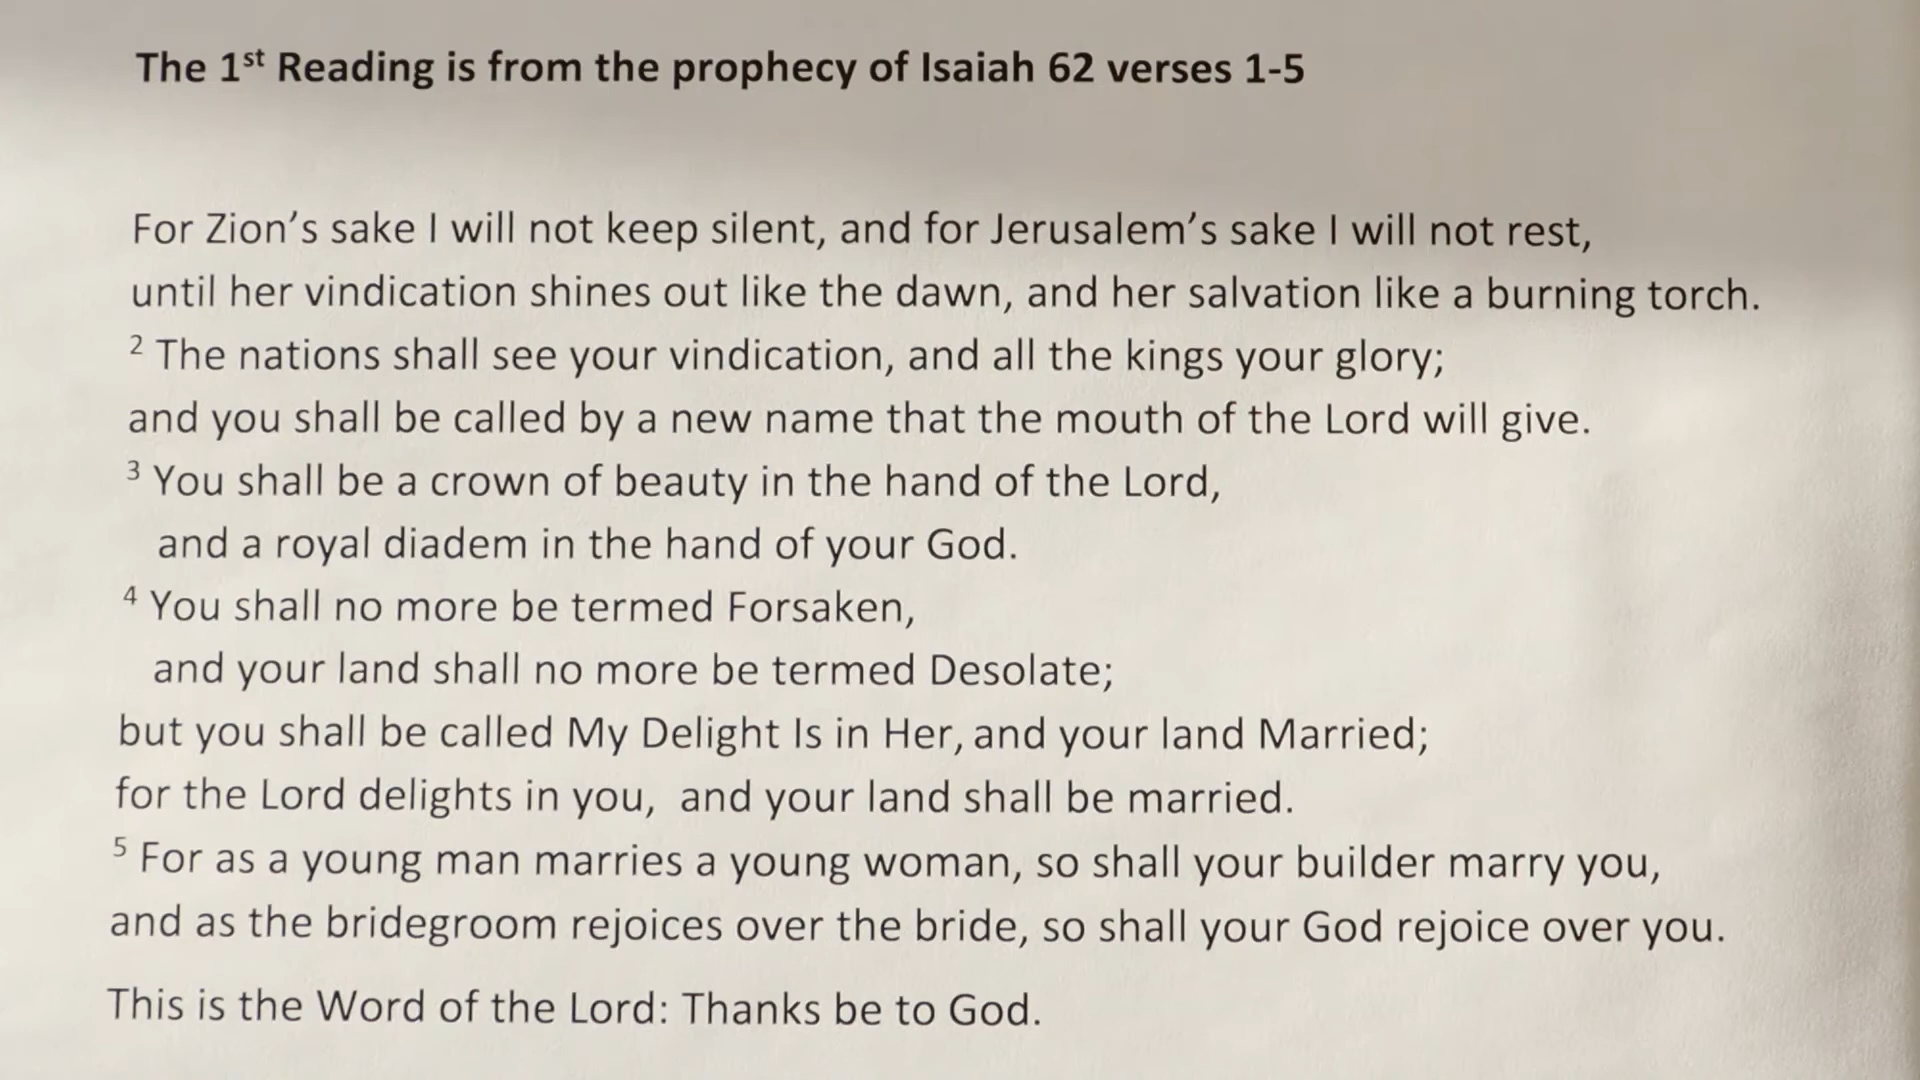 The 1st Reading is from the prophecy of Isaiah 62 verses 1-5
For Zion’s sake I will not keep silent, and for Jerusalem’s sake I will not rest,
until her vindication shines out like the dawn, and her salvation like a burning torch.
2 The nations shall see your vindication, and all the kings your glory;
and you shall be called by a new name that the mouth of the Lord will give.
3 You shall be a crown of beauty in the hand of the Lord,
and a royal diadem in the hand of your God.
4 You shall no more be termed Forsaken,
and your land shall no more be termed Desolate;
but you shall be called My Delight Is in Her, and your land Married;
for the Lord delights in you,  and your land shall be married.
5 For as a young man marries a young woman, so shall your builder marry you,
and as the bridegroom rejoices over the bride, so shall your God rejoice over you.
This is the Word of the Lord: Thanks be to God.